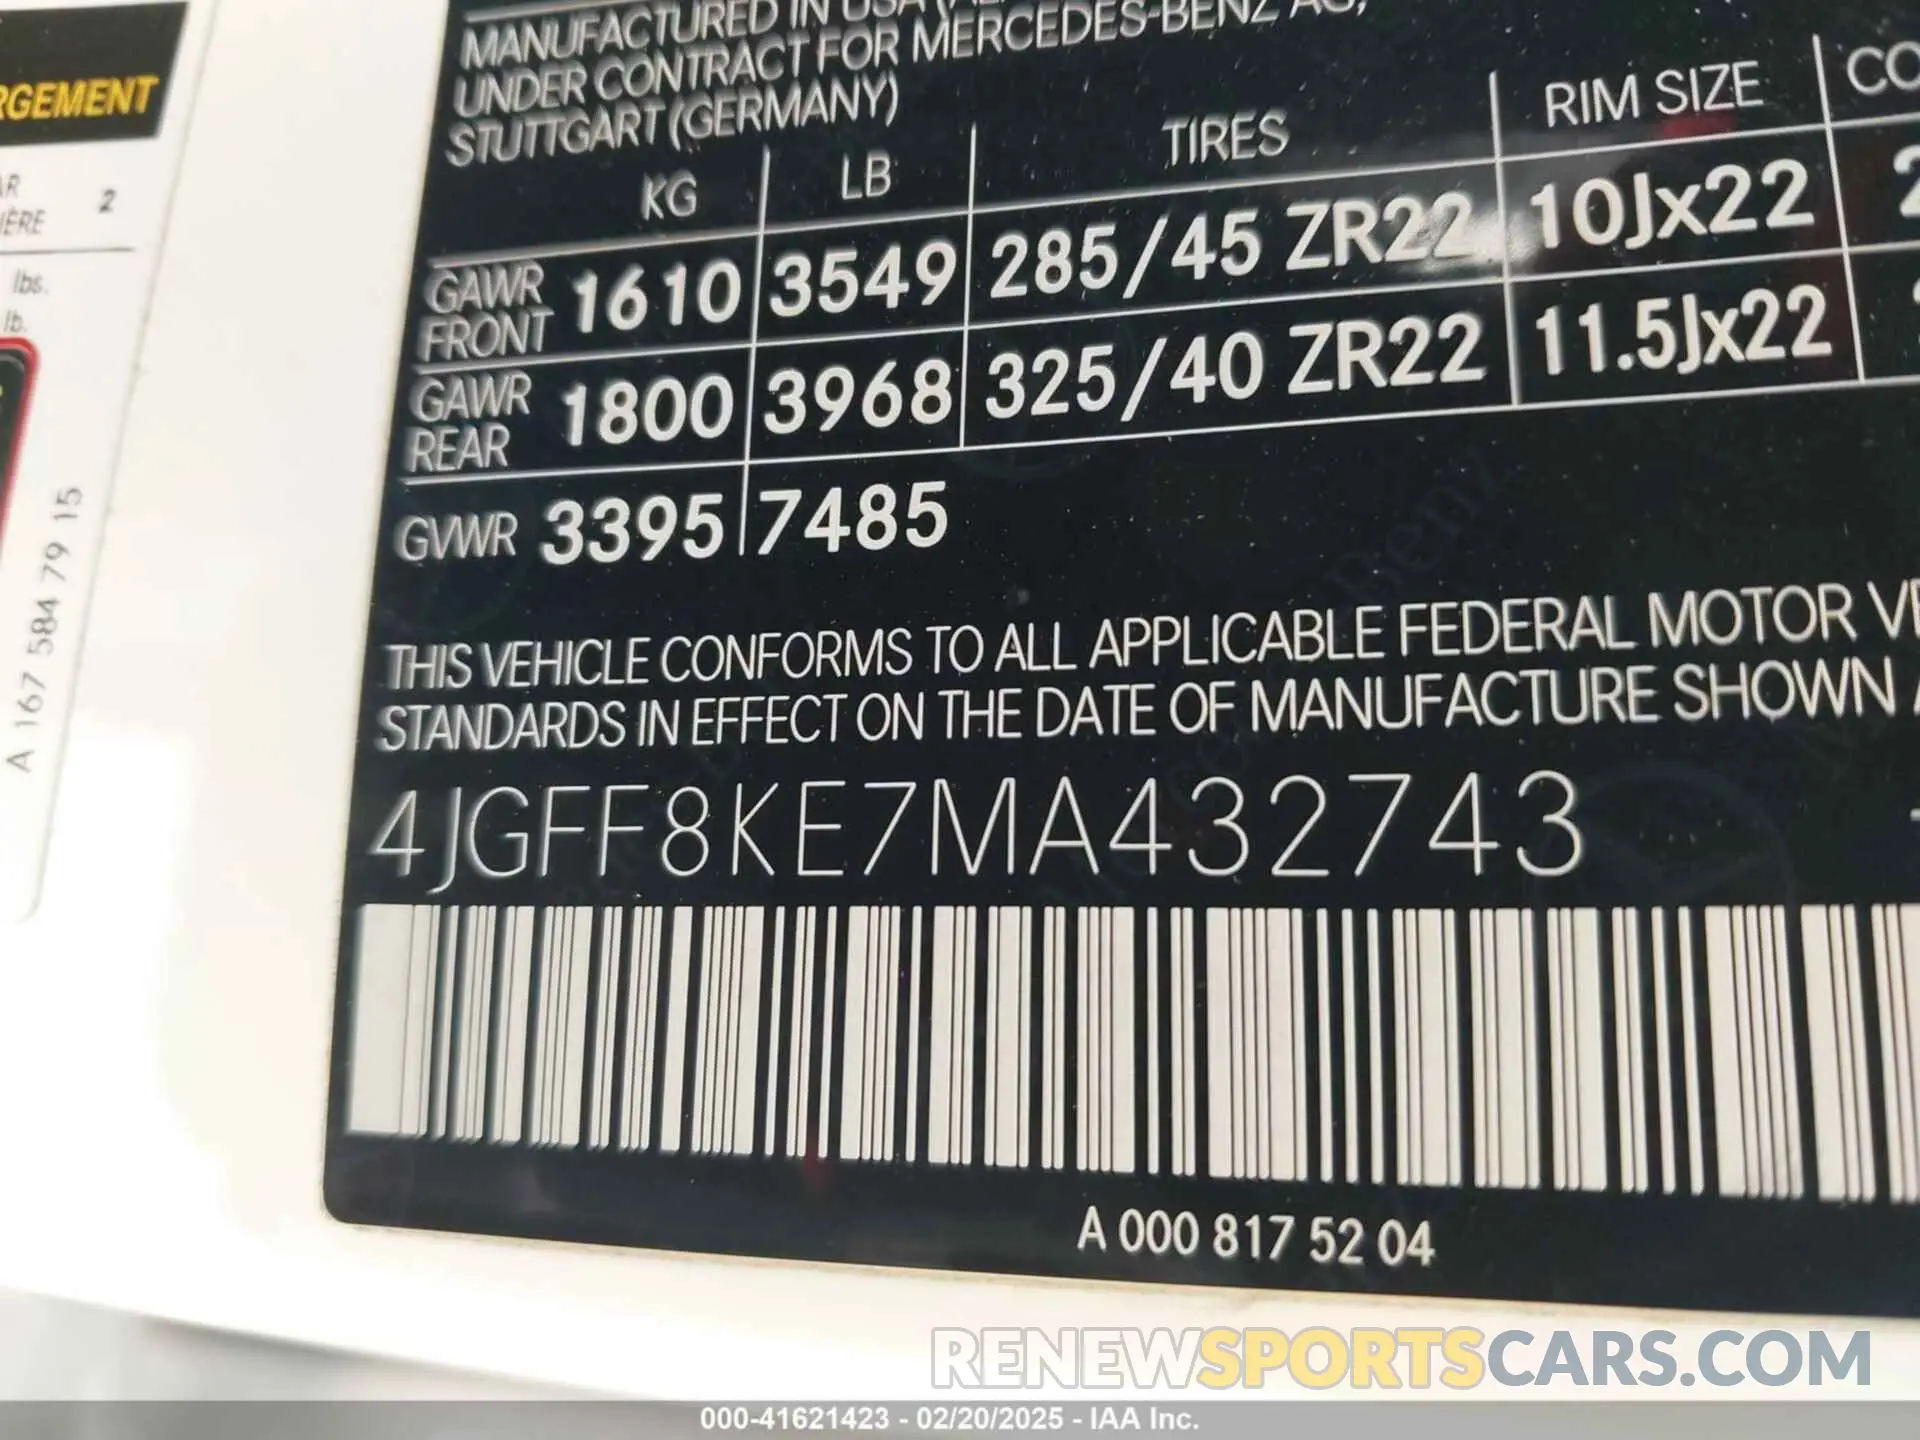 RGEMENT
2
lbs.
lb.
A 167 584 79 15
MANUFACTURED IN USA
UNDER CONTRACT FOR MERCEDES-BENZ AG,
STUTTGART (GERMANY)
KG LB TIRES RIM SIZE CO
GAWR FRONT 1610 3549 285/45 ZR22 10Jx22 2
GAWR REAR 1800 3968 325/40 ZR22 11.5Jx22
GVWR 3395 7485
THIS VEHICLE CONFORMS TO ALL APPLICABLE FEDERAL MOTOR VE
STANDARDS IN EFFECT ON THE DATE OF MANUFACTURE SHOWN A
4JGFF8KE7MA432743
A 000 817 52 04
RENEWSPORTSCARS.COM
000-41621423 - 02/20/2025 - IAA Inc.